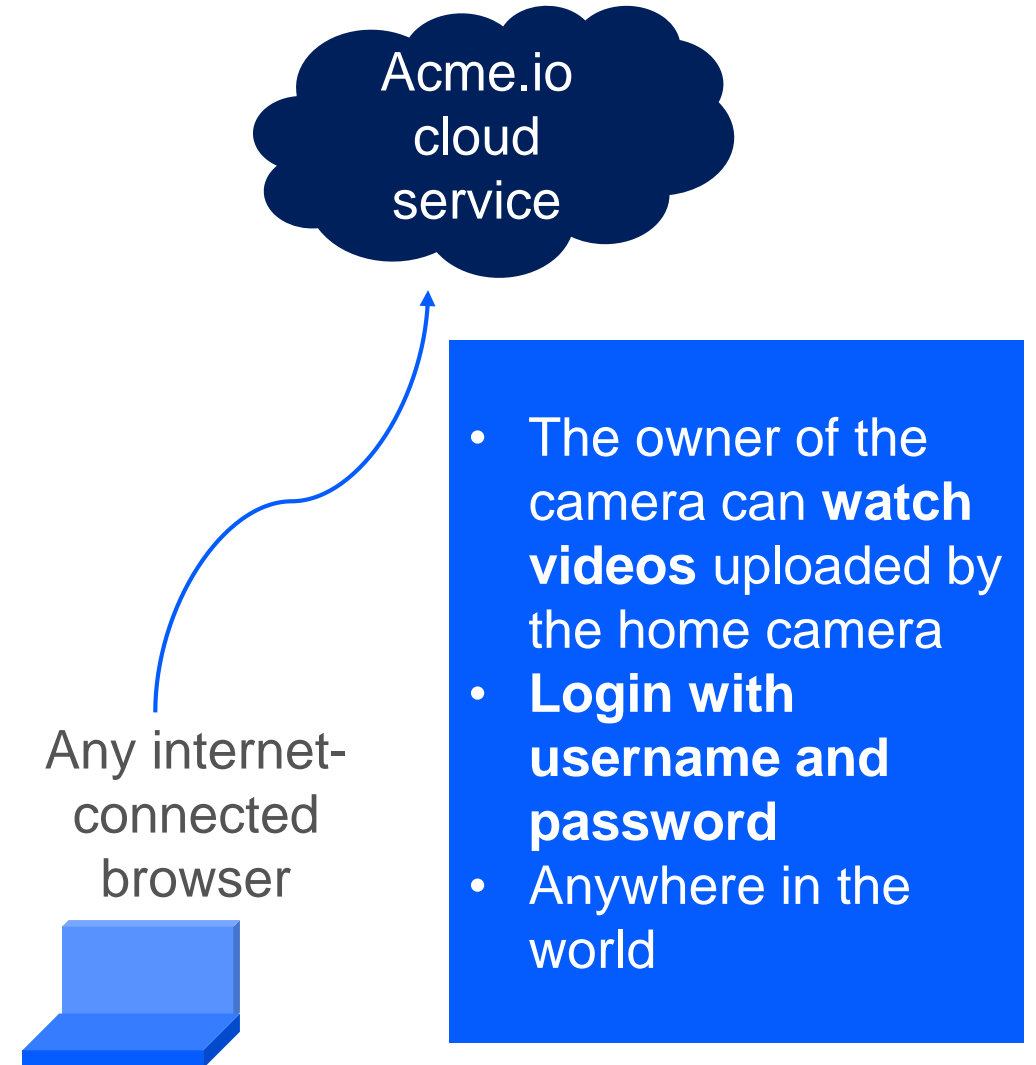 Acme.io
cloud
service
• The owner of the
camera can watch
videos uploaded by
the home camera
• Login with
username and
password
• Anywhere in the
world
Any internet-
connected
browser